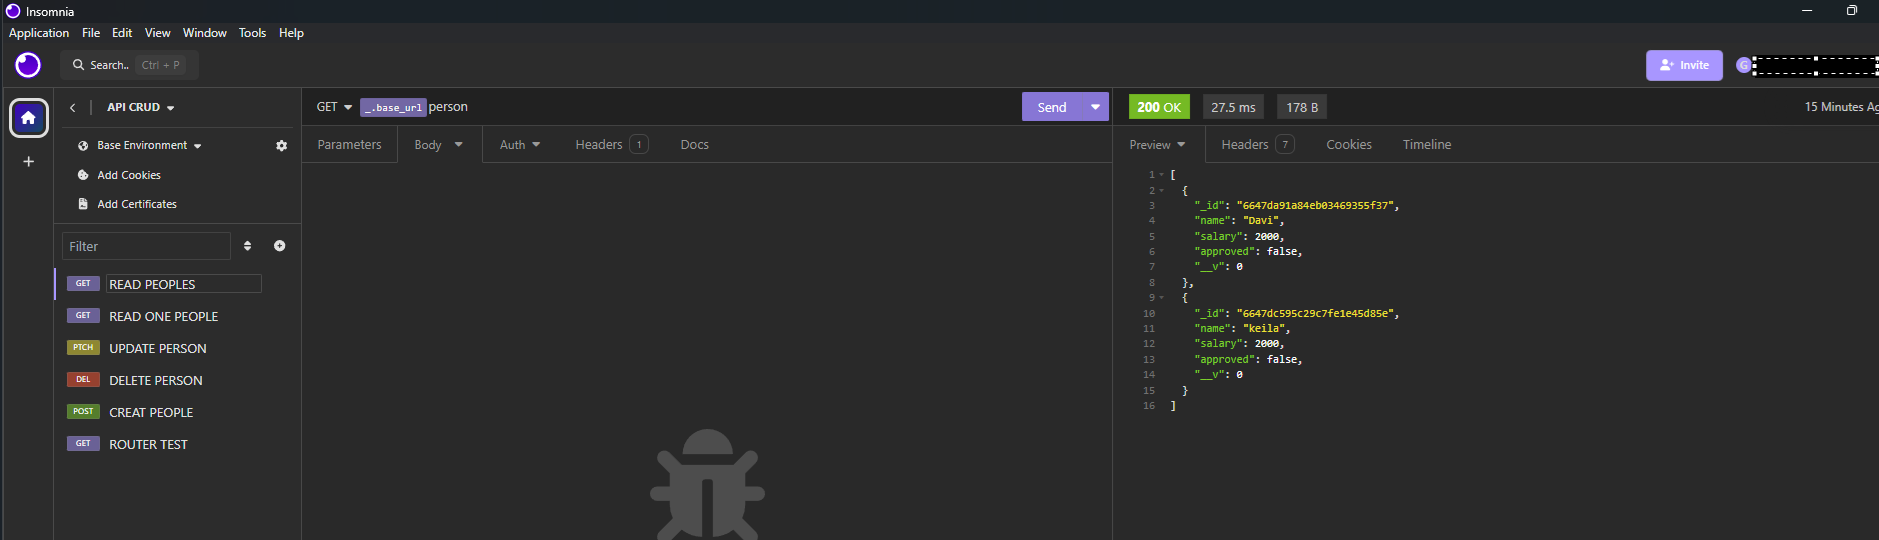 Insomnia
Application File Edit View Window Tools Help
Search.. Ctrl + P
Invite
G
API CRUD
GET _.base_url person
Send
200 OK 27.5 ms 178 B
15 Minutes Ag
Base Environment
Add Cookies
Add Certificates
Parameters Body Auth Headers 1 Docs
Preview Headers 7 Cookies Timeline
Filter
GET READ PEOPLES
GET READ ONE PEOPLE
PTCH UPDATE PERSON
DEL DELETE PERSON
POST CREAT PEOPLE
GET ROUTER TEST
1 [
2 {
3 "_id": "6647da91a84eb03469355f37",
4 "name": "Davi",
5 "salary": 2000,
6 "approved": false,
7 "__v": 0
8 },
9 {
10 "_id": "6647dc595c29c7fe1e45d85e",
11 "name": "keila",
12 "salary": 2000,
13 "approved": false,
14 "__v": 0
15 }
16 ]